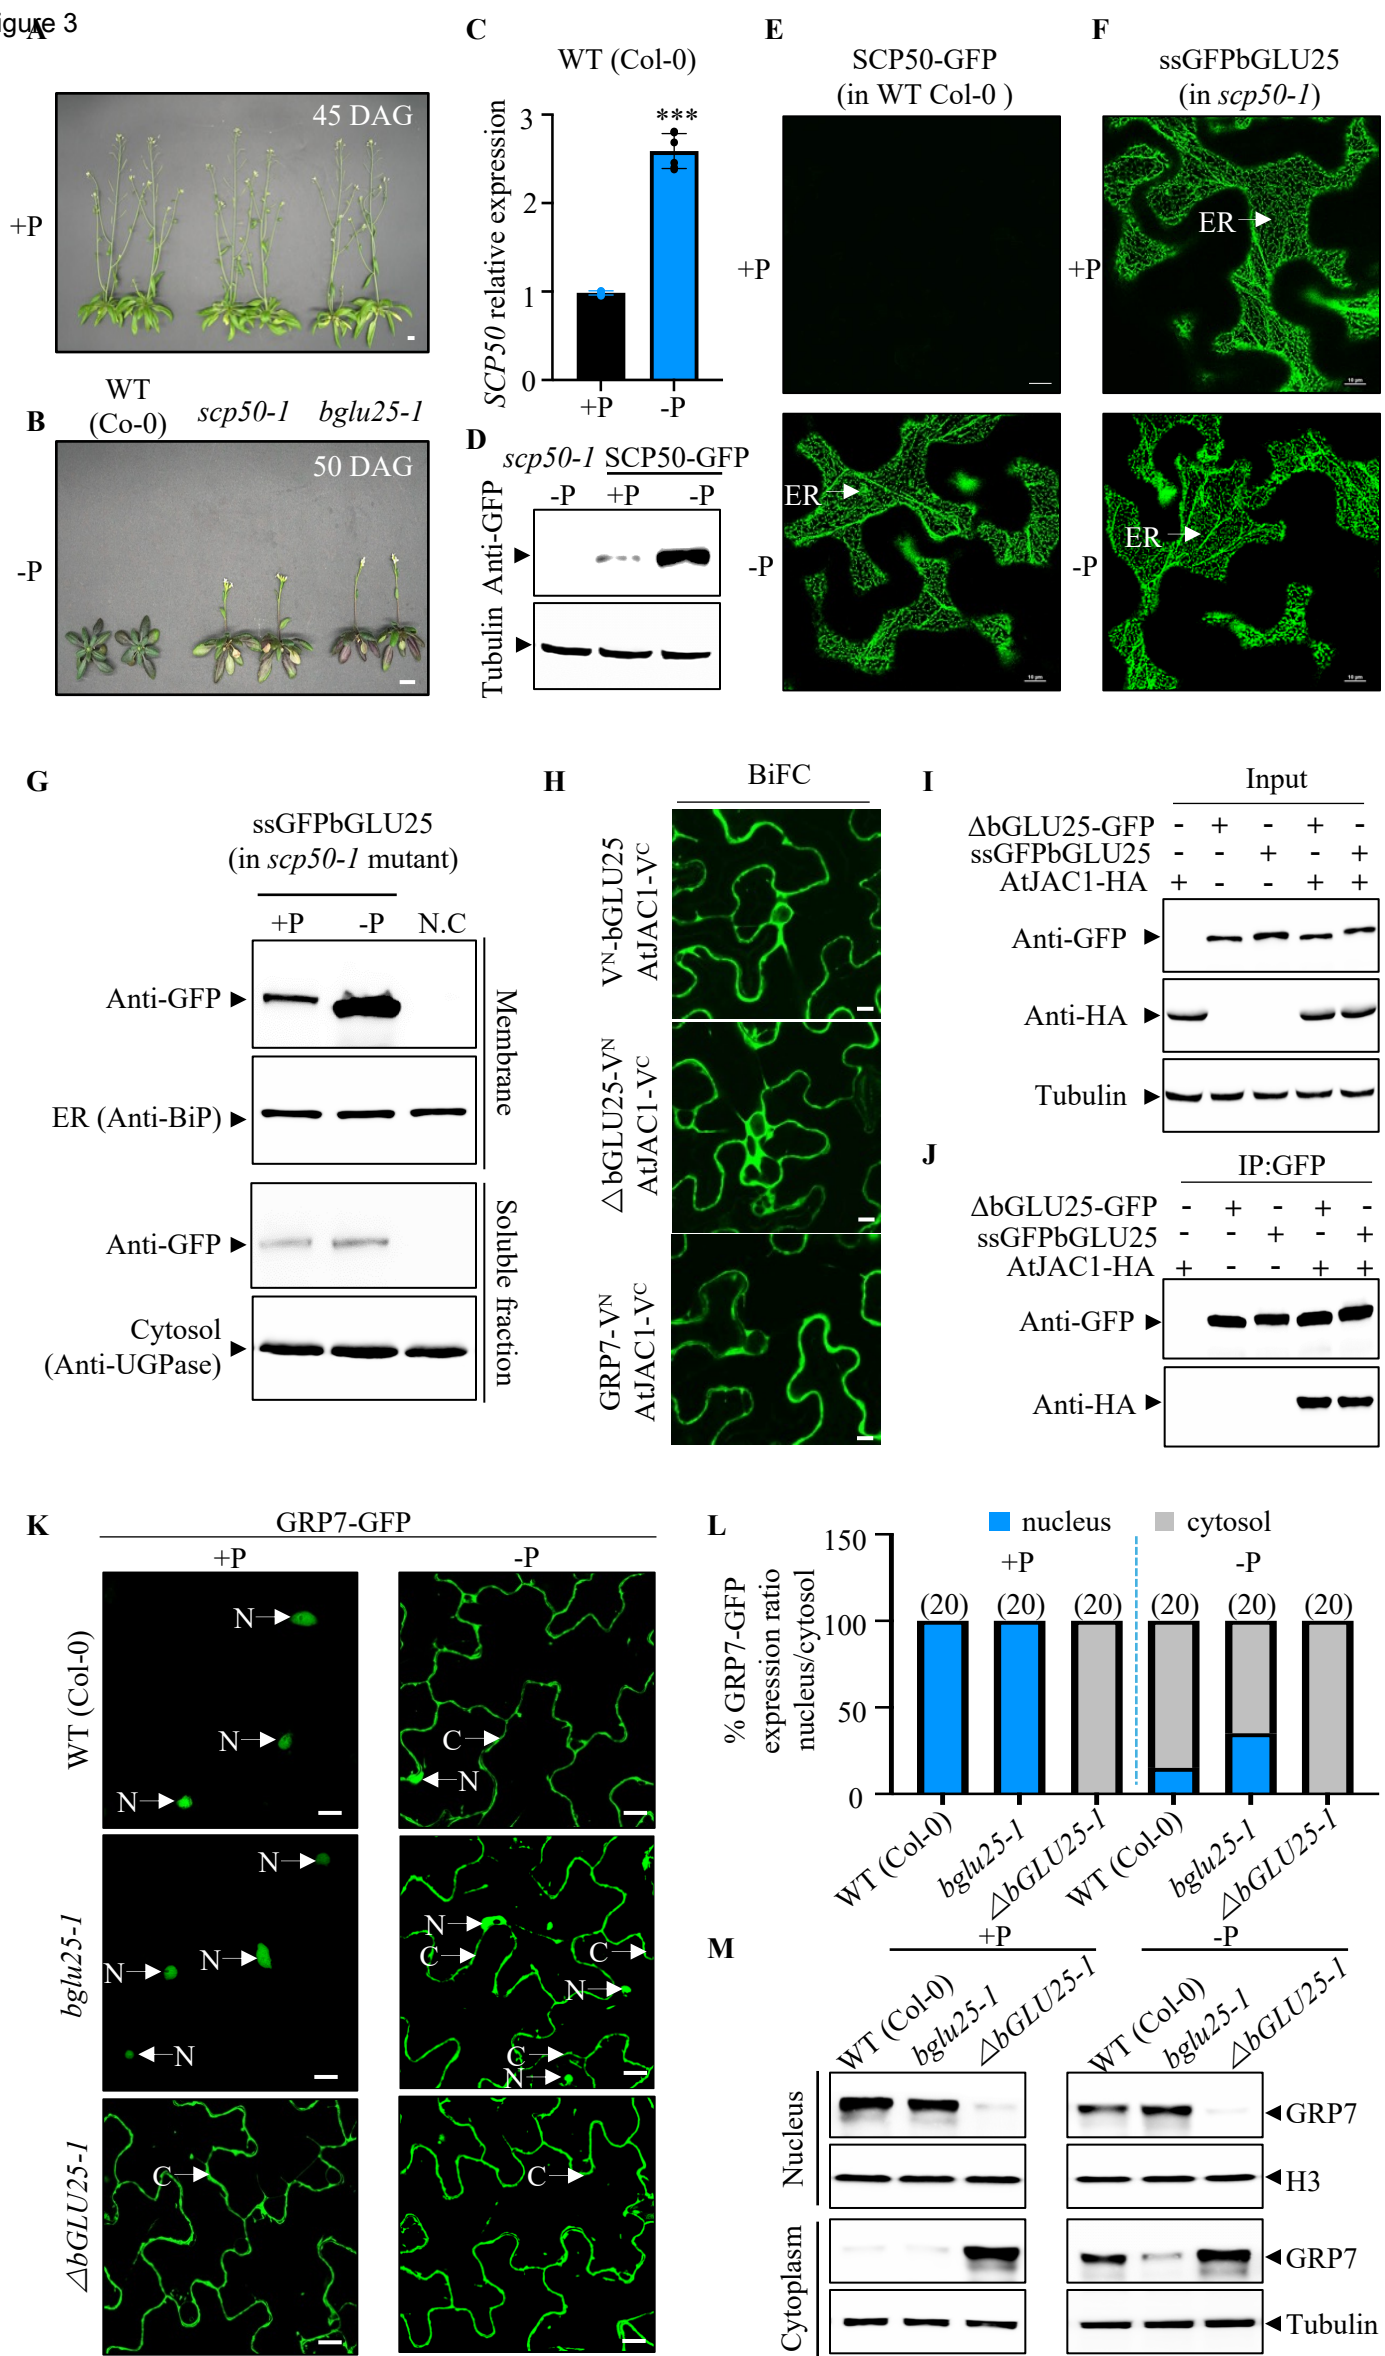 igure 3
A
45 DAG
+P
WT
(Co-0)
scp50-1
bglu25-1
B
50 DAG
-P
C
WT (Col-0)
SCP50 relative expression
3
2
1
0
***
+P
-P
D
scp50-1
SCP50-GFP
-P
+P
-P
Anti-GFP
Tubulin
E
SCP50-GFP
(in WT Col-0 )
+P
ER
-P
10 µm
F
ssGFPbGLU25
(in scp50-1)
+P
ER
10 µm
-P
ER
10 µm
G
ssGFPbGLU25
(in scp50-1 mutant)
+P
-P
N.C
Anti-GFP
ER (Anti-BiP)
Membrane
Anti-GFP
Cytosol
(Anti-UGPase)
Soluble fraction
H
BiFC
VN-bGLU25
AtJAC1-VC
△bGLU25-VN
AtJAC1-VC
GRP7-VN
AtJAC1-VC
I
Input
ΔbGLU25-GFP - + - + -
ssGFPbGLU25 - - + - +
AtJAC1-HA + - - + +
Anti-GFP
Anti-HA
Tubulin
J
IP:GFP
ΔbGLU25-GFP - + - + -
ssGFPbGLU25 - - + - +
AtJAC1-HA + - - + +
Anti-GFP
Anti-HA
K
GRP7-GFP
+P
-P
WT (Col-0)
N
N
N
C
N
bglu25-1
N
N
N
N
N
C
C
N
C
N
△bGLU25-1
C
C
L
nucleus
cytosol
% GRP7-GFP
expression ratio
nucleus/cytosol
150
100
50
0
+P
-P
(20) (20) (20) (20) (20) (20)
WT (Col-0)
bglu25-1
△bGLU25-1
WT (Col-0)
bglu25-1
△bGLU25-1
M
+P
-P
WT (Col-0)
bglu25-1
△bGLU25-1
WT (Col-0)
bglu25-1
△bGLU25-1
Nucleus
GRP7
H3
Cytoplasm
GRP7
Tubulin